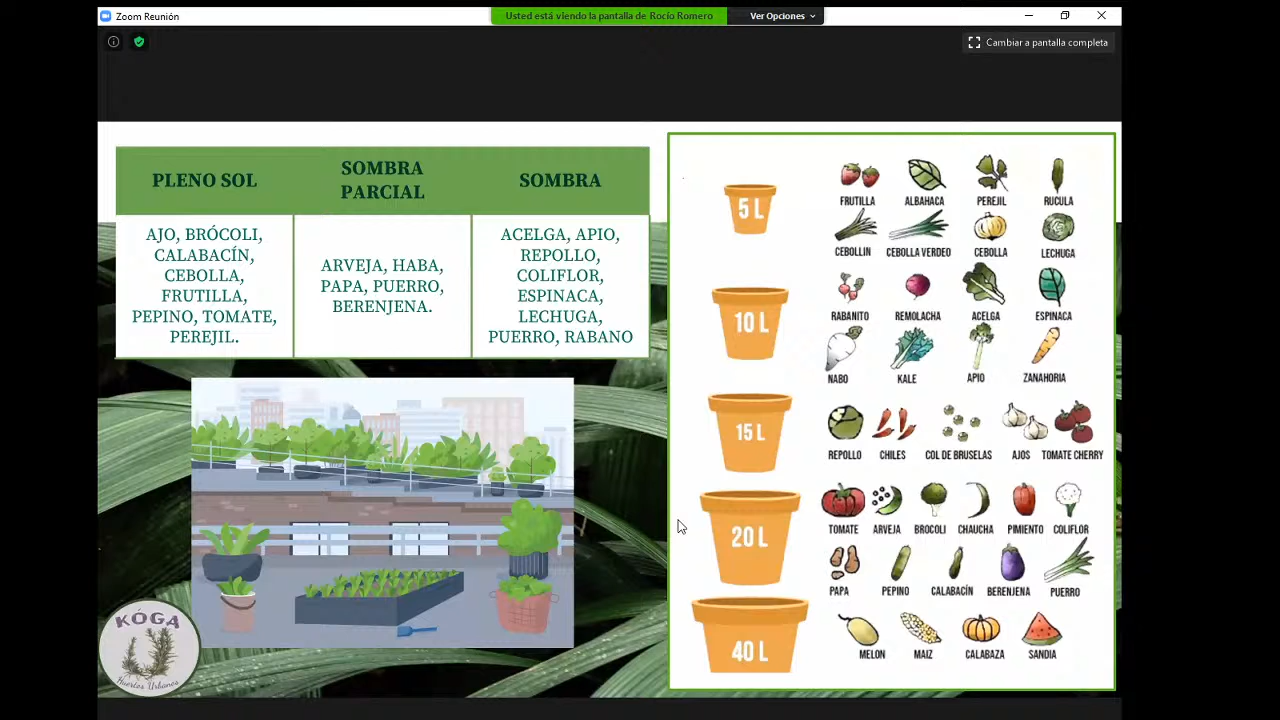 Zoom Reunión
Usted está viendo la pantalla de Rocío Romero
Ver Opciones
Cambiar a pantalla completa
PLENO SOL
SOMBRA
PARCIAL
SOMBRA
AJO, BRÓCOLI,
CALABACÍN,
CEBOLLA,
FRUTILLA,
PEPINO, TOMATE,
PEREJIL.
ARVEJA, HABA,
PAPA, PUERRO,
BERENJENA.
ACELGA, APIO,
REPOLLO,
COLIFLOR,
ESPINACA,
LECHUGA,
PUERRO, RABANO
KÓGA
Huertos Urbanos
5 L
FRUTILLA ALBAHACA PEREJIL RUCULA
CEBOLLIN CEBOLLA VERDEO CEBOLLA LECHUGA
10 L
RABANITO REMOLACHA ACELGA ESPINACA
NABO KALE APIO ZANAHORIA
15 L
REPOLLO CHILES COL DE BRUSELAS AJOS TOMATE CHERRY
20 L
TOMATE ARVEJA BROCOLI CHAUCHA PIMIENTO COLIFLOR
PAPA PEPINO CALABACÍN BERENJENA PUERRO
40 L
MELON MAIZ CALABAZA SANDIA